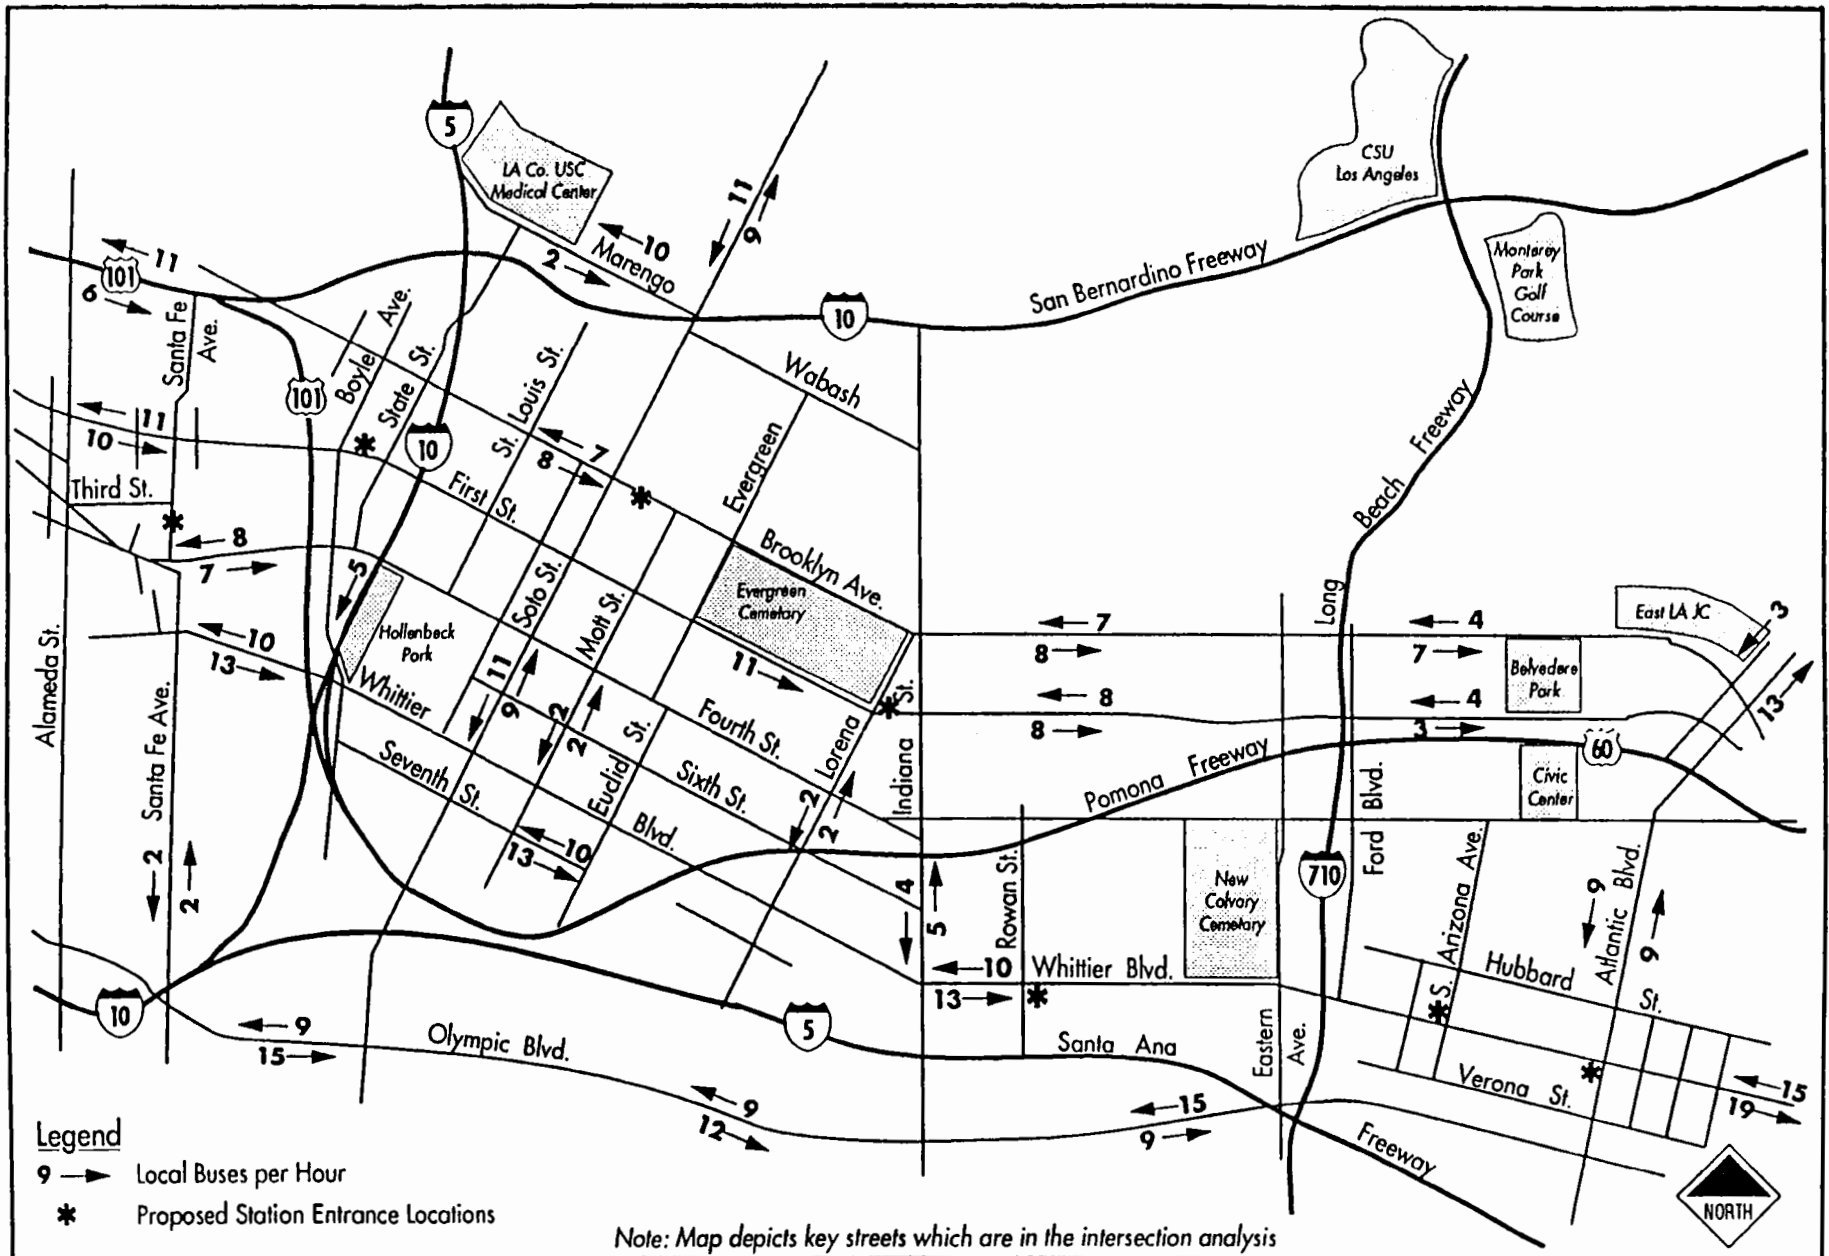 5
LA Co. USC
Medical Center
CSU
Los Angeles
11
9
10
2
Marengo
11
101
6
Santa Fe
Ave.
Monterey
Park
Golf
Course
San Bernardino Freeway
10
101
Boyle
Ave.
State
St.
St. Louis St.
Wabash
11
10
10
7
8
First St.
Evergreen
Beach Freeway
Long
Third St.
8
7
5
Brooklyn Ave.
Evergreen
Cemetary
Hollenbeck
Park
Soto St.
Mott St.
East LA JC
3
7
8
4
7
Belvedere
Park
13
10
13
Whittier
11
11
9
2
2
Fourth St.
St.
8
8
4
3
60
Alameda St.
Santa Fe Ave.
Seventh St.
Euclid
St.
Sixth St.
Lorena
Indiana
Pomona Freeway
Civic
Center
2
2
Blvd.
Ford Blvd.
10
13
2
2
4
5
Rowan St.
New
Calvary
Cemetary
710
S. Arizona Ave.
9
Atlantic Blvd.
9
10
Whittier Blvd.
13
Hubbard
St.
10
9
15
Olympic Blvd.
5
Santa Ana
Eastern
Ave.
Verona St.
15
19
9
12
15
9
Freeway
Legend
9 Local Buses per Hour
* Proposed Station Entrance Locations
NORTH
Note: Map depicts key streets which are in the intersection analysis